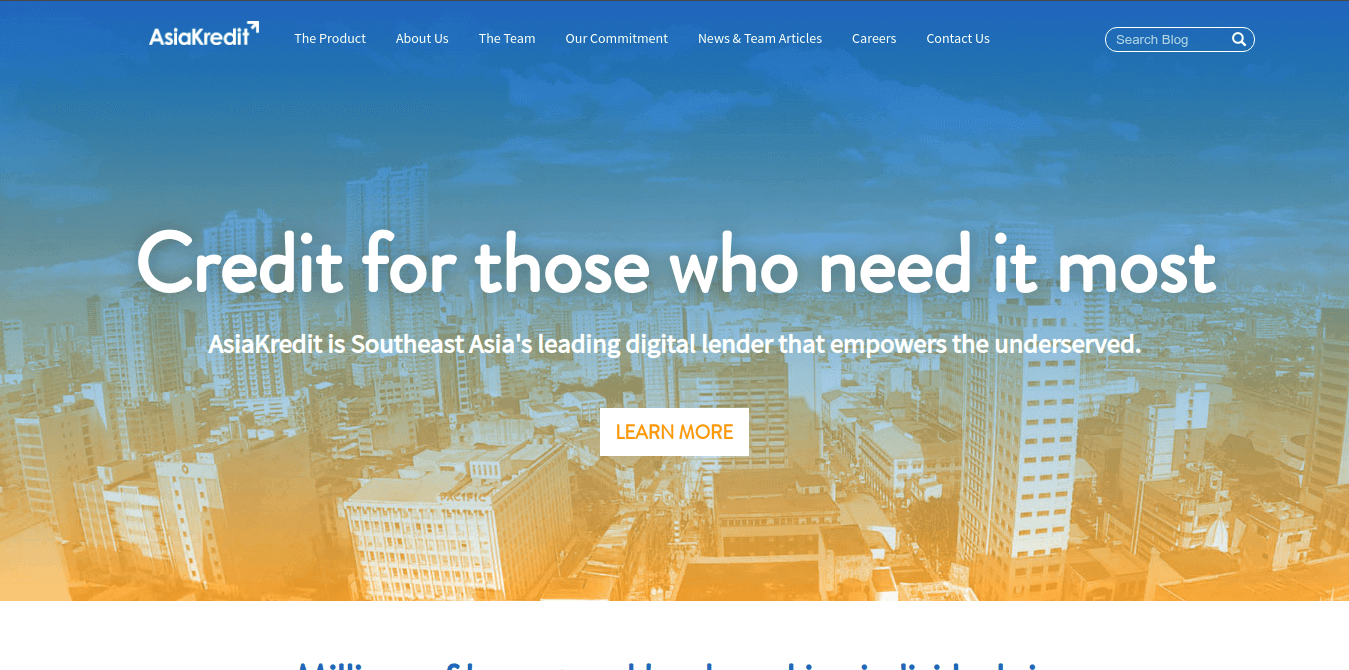 AsiaKredit
The Product
About Us
The Team
Our Commitment
News & Team Articles
Careers
Contact Us
Search Blog
Credit for those who need it most
AsiaKredit is Southeast Asia's leading digital lender that empowers the underserved.
LEARN MORE
PACIFIC